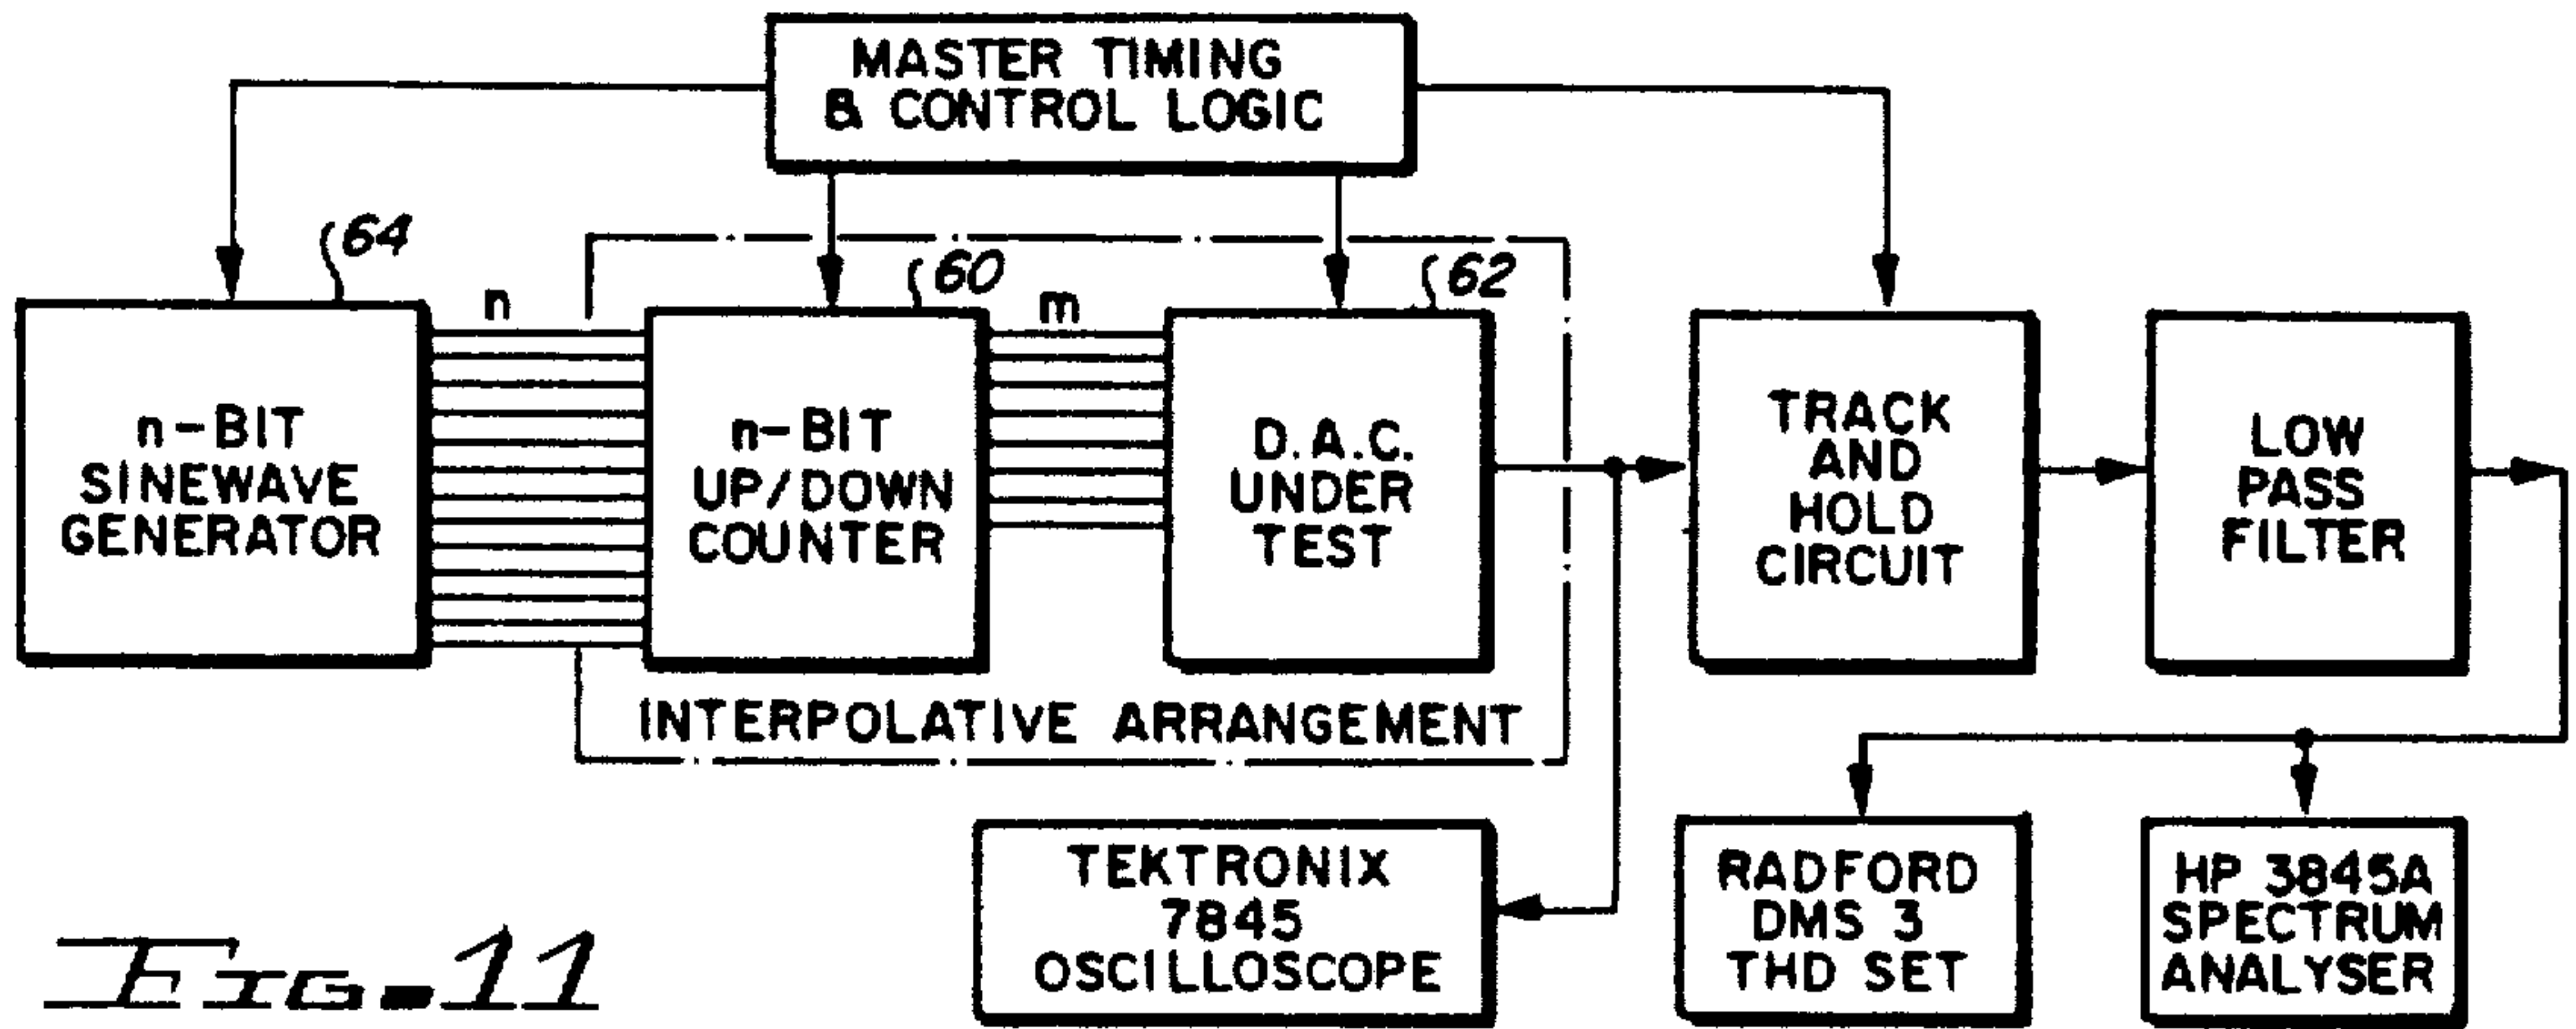 MASTER TIMING
& CONTROL LOGIC
64
n
60
m
62
n-BIT
SINEWAVE
GENERATOR
n-BIT
UP/DOWN
COUNTER
D.A.C.
UNDER
TEST
TRACK
AND
HOLD
CIRCUIT
LOW
PASS
FILTER
INTERPOLATIVE ARRANGEMENT
TEKTRONIX
7845
OSCILLOSCOPE
RADFORD
DMS 3
THD SET
HP 3845A
SPECTRUM
ANALYSER
FIG-11